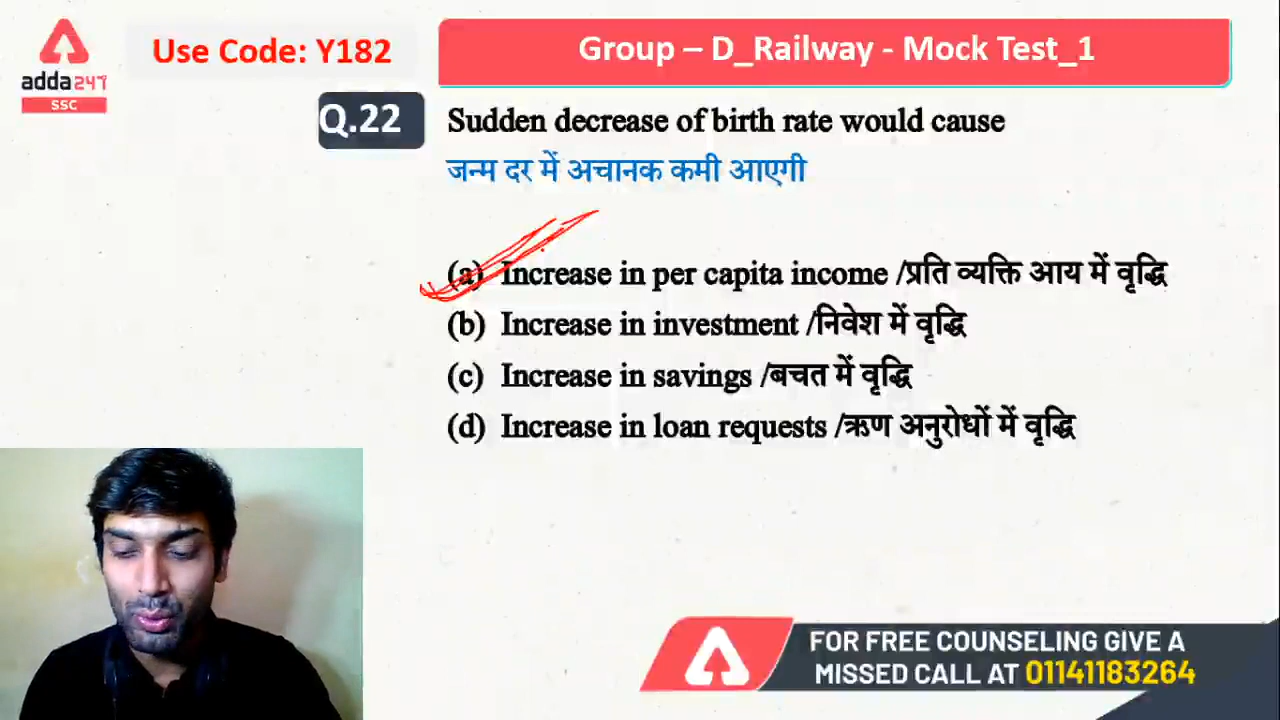 adda247
SSC
Use Code: Y182
Group – D_Railway - Mock Test_1
Q.22
Sudden decrease of birth rate would cause
जन्म दर में अचानक कमी आएगी
(a) Increase in per capita income /प्रति व्यक्ति आय में वृद्धि
(b) Increase in investment /निवेश में वृद्धि
(c) Increase in savings /बचत में वृद्धि
(d) Increase in loan requests /ऋण अनुरोधों में वृद्धि
FOR FREE COUNSELING GIVE A
MISSED CALL AT 01141183264